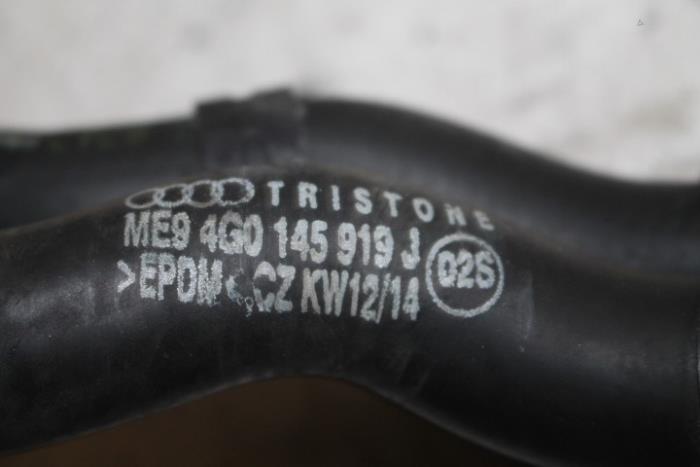 TRISTONE
ME9 4G0 145 919 J
>EPDM< CZ KW12/14
02S